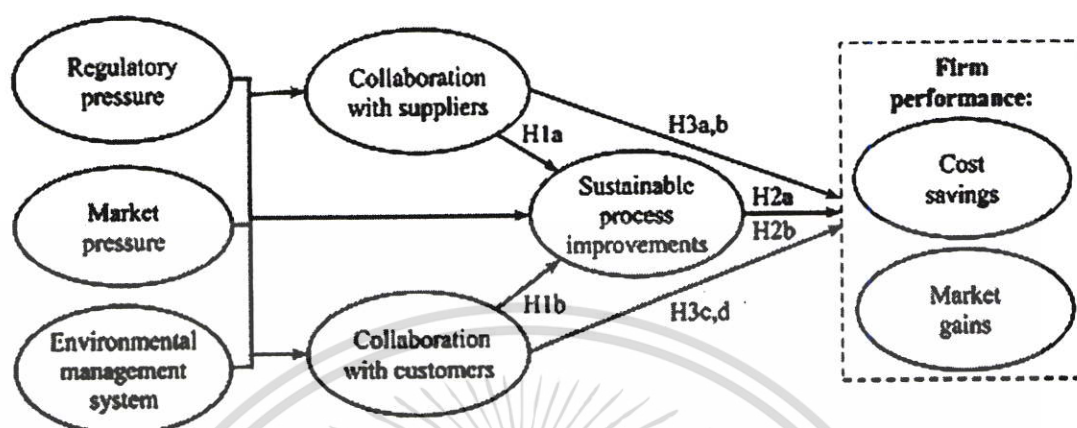 Regulatory
pressure
Market
pressure
Environmental
management
system
Collaboration
with suppliers
H1a
Sustainable
process
improvements
H1b
Collaboration
with customers
H3a,b
H2a
H2b
H3c,d
Firm
performance:
Cost
savings
Market
gains